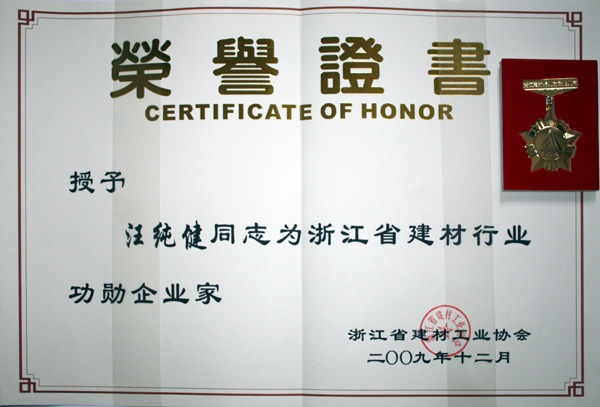 榮譽證書
CERTIFICATE OF HONOR
授予
汪纯健同志为浙江省建材行业
功勋企业家
浙江省建材工业协会
二〇〇九年十二月